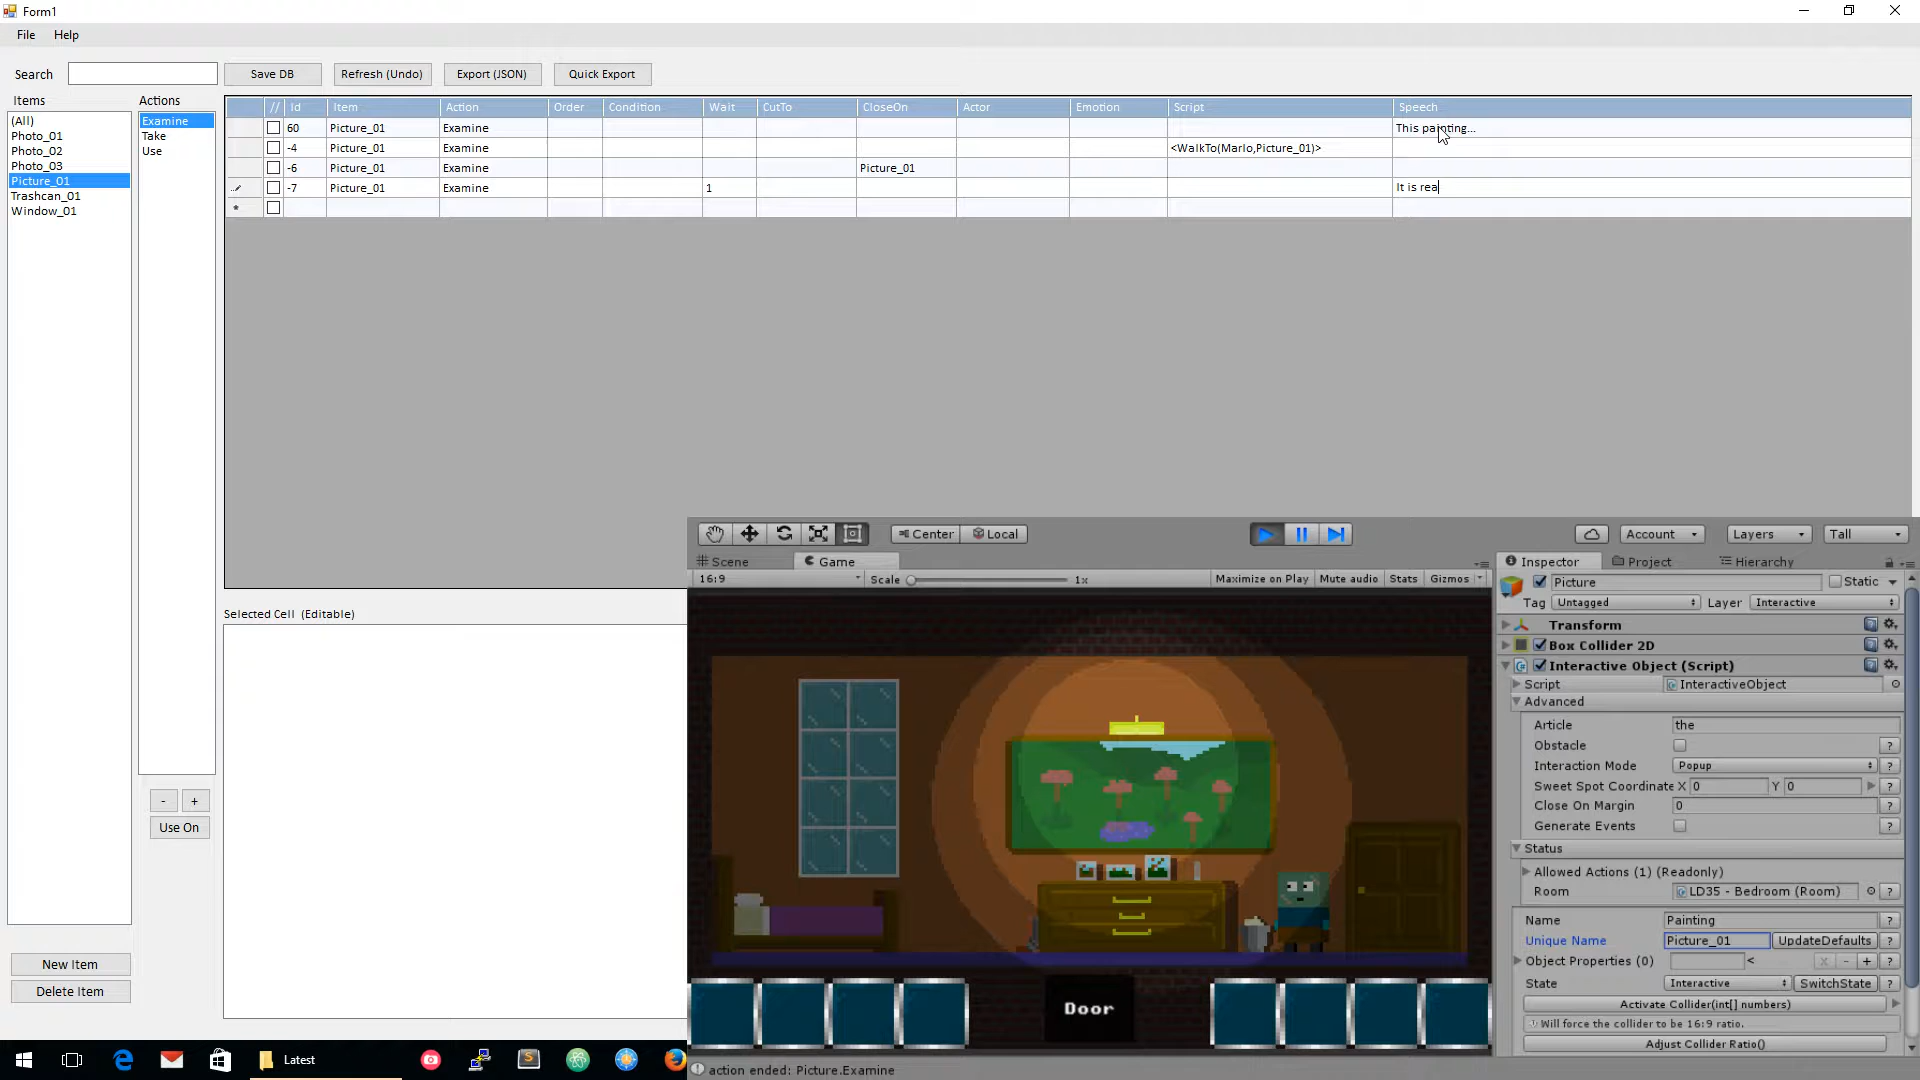 Form1
File Help
Search Save DB Refresh (Undo) Export (JSON) Quick Export
Items Actions
(All)
Photo_01
Photo_02
Photo_03
Picture_01
Trashcan_01
Window_01
Examine
Take
Use
- +
Use On
New Item
Delete Item
// Id Item Action Order Condition Wait CutTo CloseOn Actor Emotion Script Speech
60 Picture_01 Examine This painting...
-4 Picture_01 Examine <WalkTo(Marlo,Picture_01)>
-6 Picture_01 Examine Picture_01
-7 Picture_01 Examine 1 It is rea
*
Selected Cell (Editable)
Center Local Account Layers Tall
Scene Game
16:9 Scale 1x Maximize on Play Mute audio Stats Gizmos
Door
action ended: Picture.Examine
Inspector Project Hierarchy
Picture Static
Tag Untagged Layer Interactive
Transform
Box Collider 2D
Interactive Object (Script)
Script InteractiveObject
Advanced
Article the
Obstacle ?
Interaction Mode Popup ?
Sweet Spot Coordinate X 0 Y 0 ?
Close On Margin 0 ?
Generate Events ?
Status
Allowed Actions (1) (Readonly)
Room LD35 - Bedroom (Room) ?
Name Painting ?
Unique Name Picture_01 UpdateDefaults ?
Object Properties (0) < x - + ?
State Interactive SwitchState ?
Activate Collider(int[] numbers)
Will force the collider to be 16:9 ratio.
Adjust Collider Ratio()
Latest